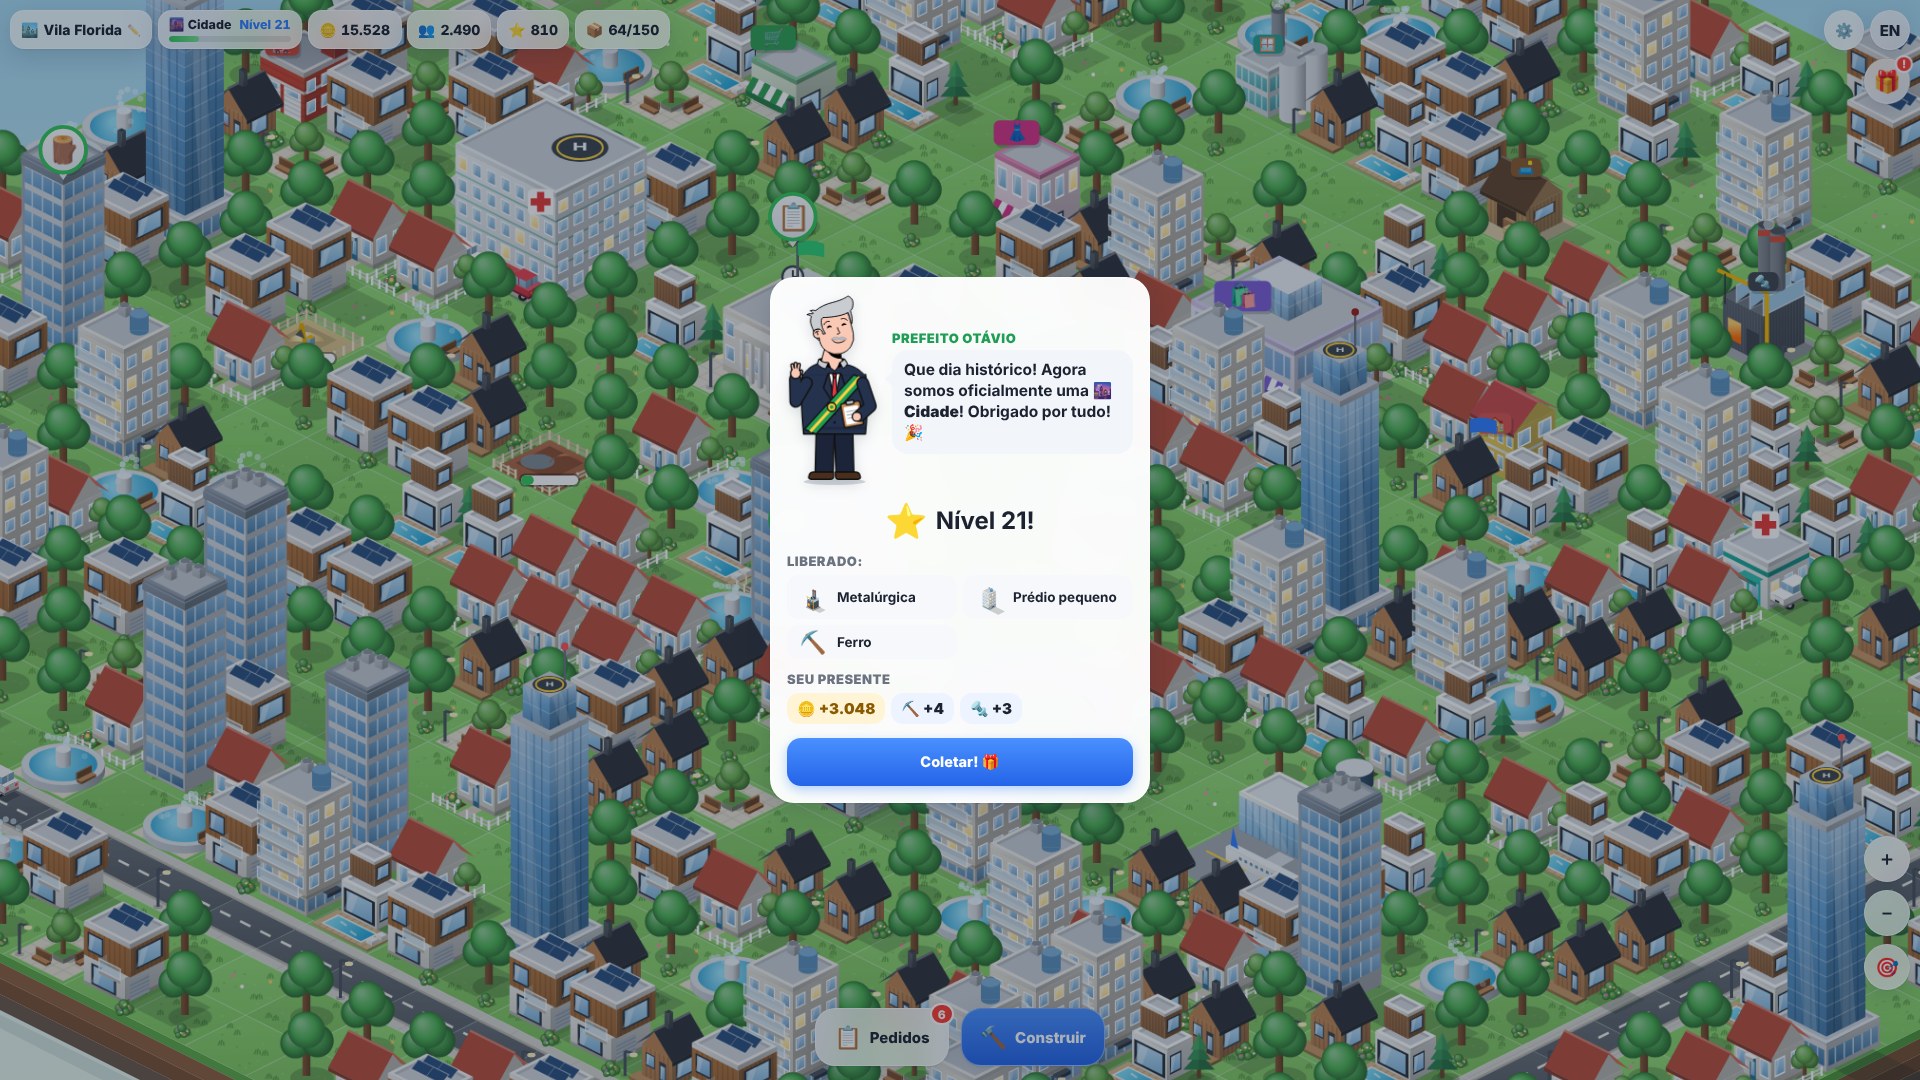 Vila Florida
Cidade Nível 21
15.528
2.490
810
64/150
EN
!
H
H
H
H
PREFEITO OTÁVIO
Que dia histórico! Agora
somos oficialmente uma
Cidade! Obrigado por tudo!
Nível 21!
LIBERADO:
Metalúrgica
Prédio pequeno
Ferro
SEU PRESENTE
+3.048
+4
+3
Coletar!
+
−
Pedidos
6
Construir